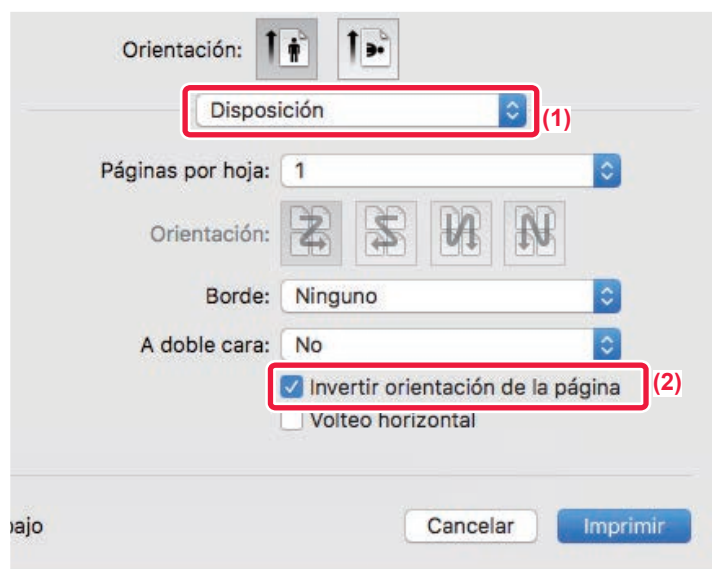 Orientación:
Disposición
(1)
Páginas por hoja: 1
Orientación:
Borde: Ninguno
A doble cara: No
Invertir orientación de la página
(2)
Volteo horizontal
Cancelar Imprimir